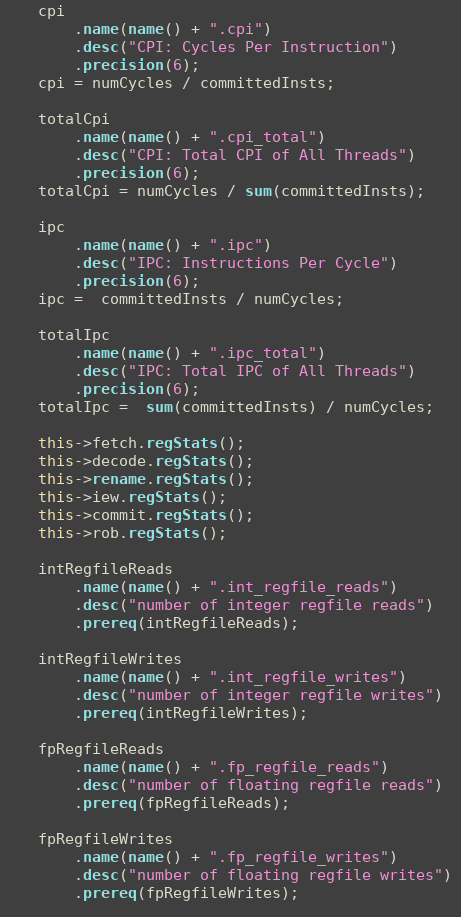 cpi
    .name(name() + ".cpi")
    .desc("CPI: Cycles Per Instruction")
    .precision(6);
cpi = numCycles / committedInsts;

totalCpi
    .name(name() + ".cpi_total")
    .desc("CPI: Total CPI of All Threads")
    .precision(6);
totalCpi = numCycles / sum(committedInsts);

ipc
    .name(name() + ".ipc")
    .desc("IPC: Instructions Per Cycle")
    .precision(6);
ipc =  committedInsts / numCycles;

totalIpc
    .name(name() + ".ipc_total")
    .desc("IPC: Total IPC of All Threads")
    .precision(6);
totalIpc =  sum(committedInsts) / numCycles;

this->fetch.regStats();
this->decode.regStats();
this->rename.regStats();
this->iew.regStats();
this->commit.regStats();
this->rob.regStats();

intRegfileReads
    .name(name() + ".int_regfile_reads")
    .desc("number of integer regfile reads")
    .prereq(intRegfileReads);

intRegfileWrites
    .name(name() + ".int_regfile_writes")
    .desc("number of integer regfile writes")
    .prereq(intRegfileWrites);

fpRegfileReads
    .name(name() + ".fp_regfile_reads")
    .desc("number of floating regfile reads")
    .prereq(fpRegfileReads);

fpRegfileWrites
    .name(name() + ".fp_regfile_writes")
    .desc("number of floating regfile writes")
    .prereq(fpRegfileWrites);